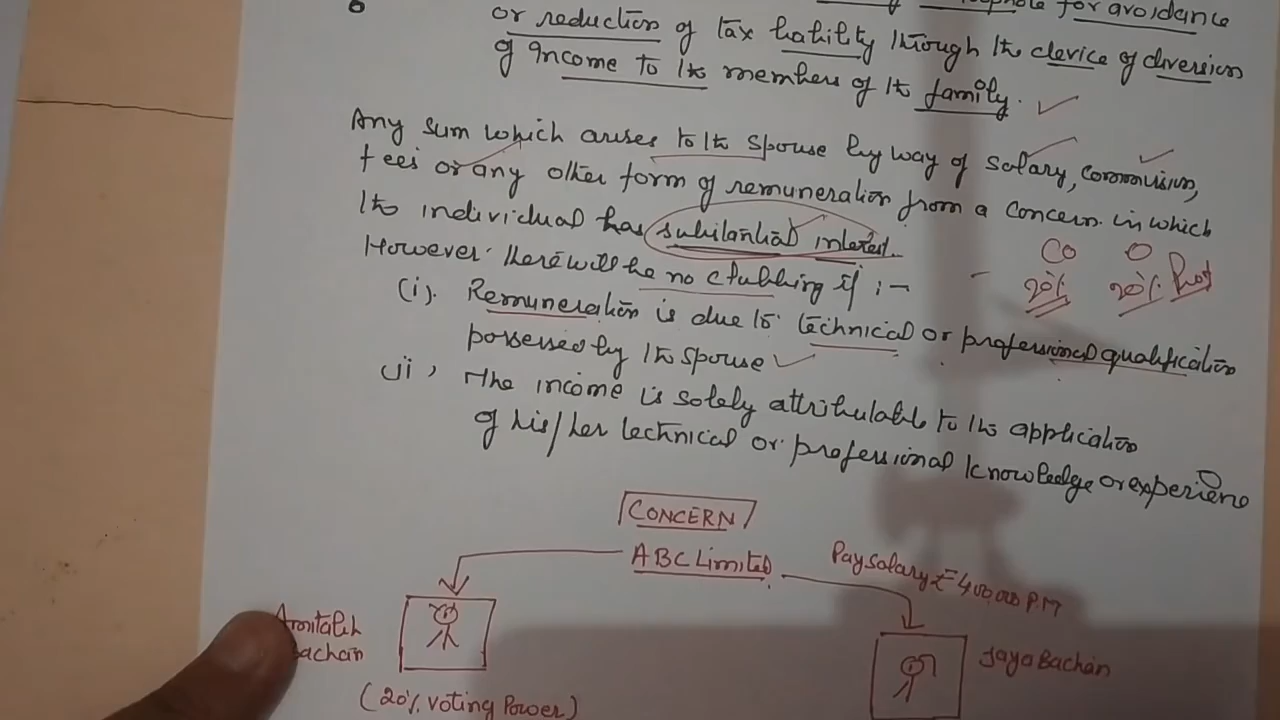 for avoidance
or reduction of tax liability through the device of diversion
of Income to the members of the family.
Any sum which arises to the spouse by way of salary, commission,
fees or any other form of remuneration from a concern in which
the individual has substantial interest.
Co O
20% 20% Prof
However there will be no clubbing if :-
(i). Remuneration is due to technical or professional qualification
possessed by the spouse
ii, The income is solely attributable to the application
of his/her technical or professional knowledge or experience
CONCERN
ABC Limited
Pay salary
P.M
Amitabh
Bachan
Jaya Bachan
(20% Voting Power)